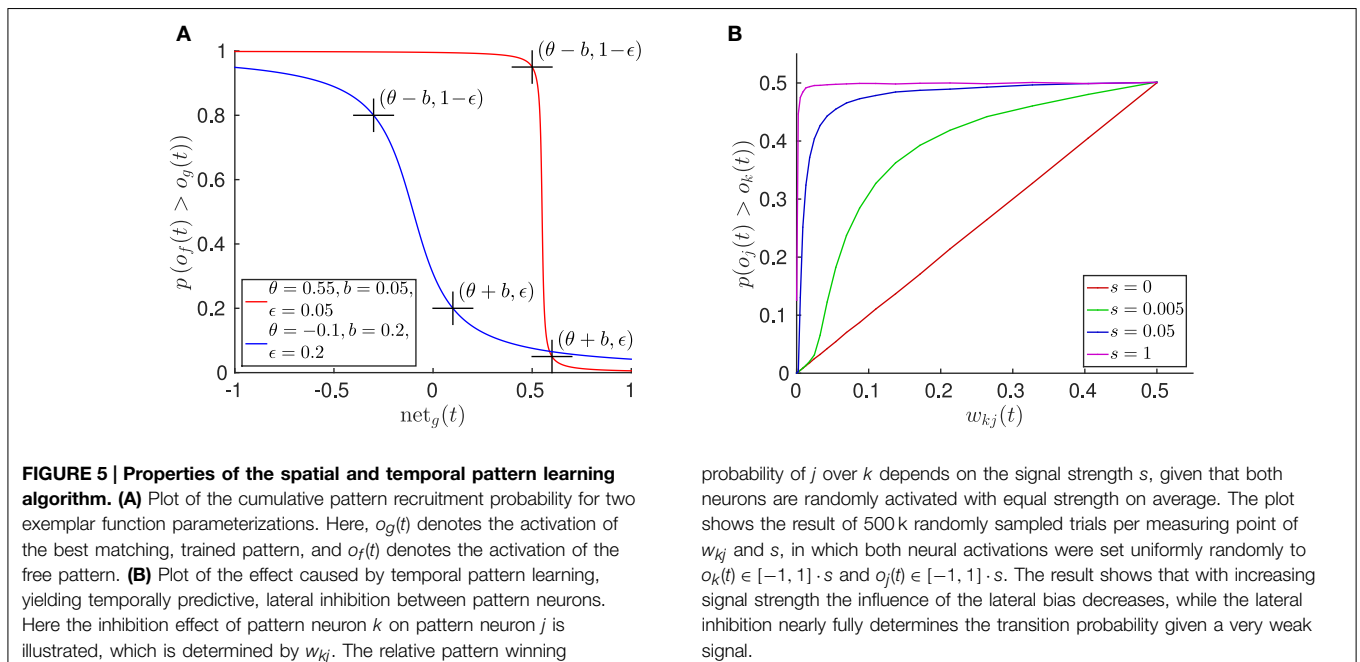 A
1
0.8
0.6
0.4
0.2
0
p (o_f(t) > o_g(t))
(θ − b, 1−ϵ)
(θ − b, 1−ϵ)
(θ + b, ϵ)
(θ + b, ϵ)
θ = 0.55, b = 0.05,
ϵ = 0.05
θ = −0.1, b = 0.2,
ϵ = 0.2
-1
-0.5
0
0.5
1
net_g(t)
B
0.5
0.4
0.3
0.2
0.1
0
p(o_j(t) > o_k(t))
s = 0
s = 0.005
s = 0.05
s = 1
0
0.1
0.2
0.3
0.4
0.5
w_{kj}(t)
FIGURE 5 | Properties of the spatial and temporal pattern learning
algorithm. (A) Plot of the cumulative pattern recruitment probability for two
exemplar function parameterizations. Here, o_g(t) denotes the activation of
the best matching, trained pattern, and o_f(t) denotes the activation of the
free pattern. (B) Plot of the effect caused by temporal pattern learning,
yielding temporally predictive, lateral inhibition between pattern neurons.
Here the inhibition effect of pattern neuron k on pattern neuron j is
illustrated, which is determined by w_{kj}. The relative pattern winning
probability of j over k depends on the signal strength s, given that both
neurons are randomly activated with equal strength on average. The plot
shows the result of 500 k randomly sampled trials per measuring point of
w_{kj} and s, in which both neural activations were set uniformly randomly to
o_k(t) ∈ [−1, 1] · s and o_j(t) ∈ [−1, 1] · s. The result shows that with increasing
signal strength the influence of the lateral bias decreases, while the lateral
inhibition nearly fully determines the transition probability given a very weak
signal.